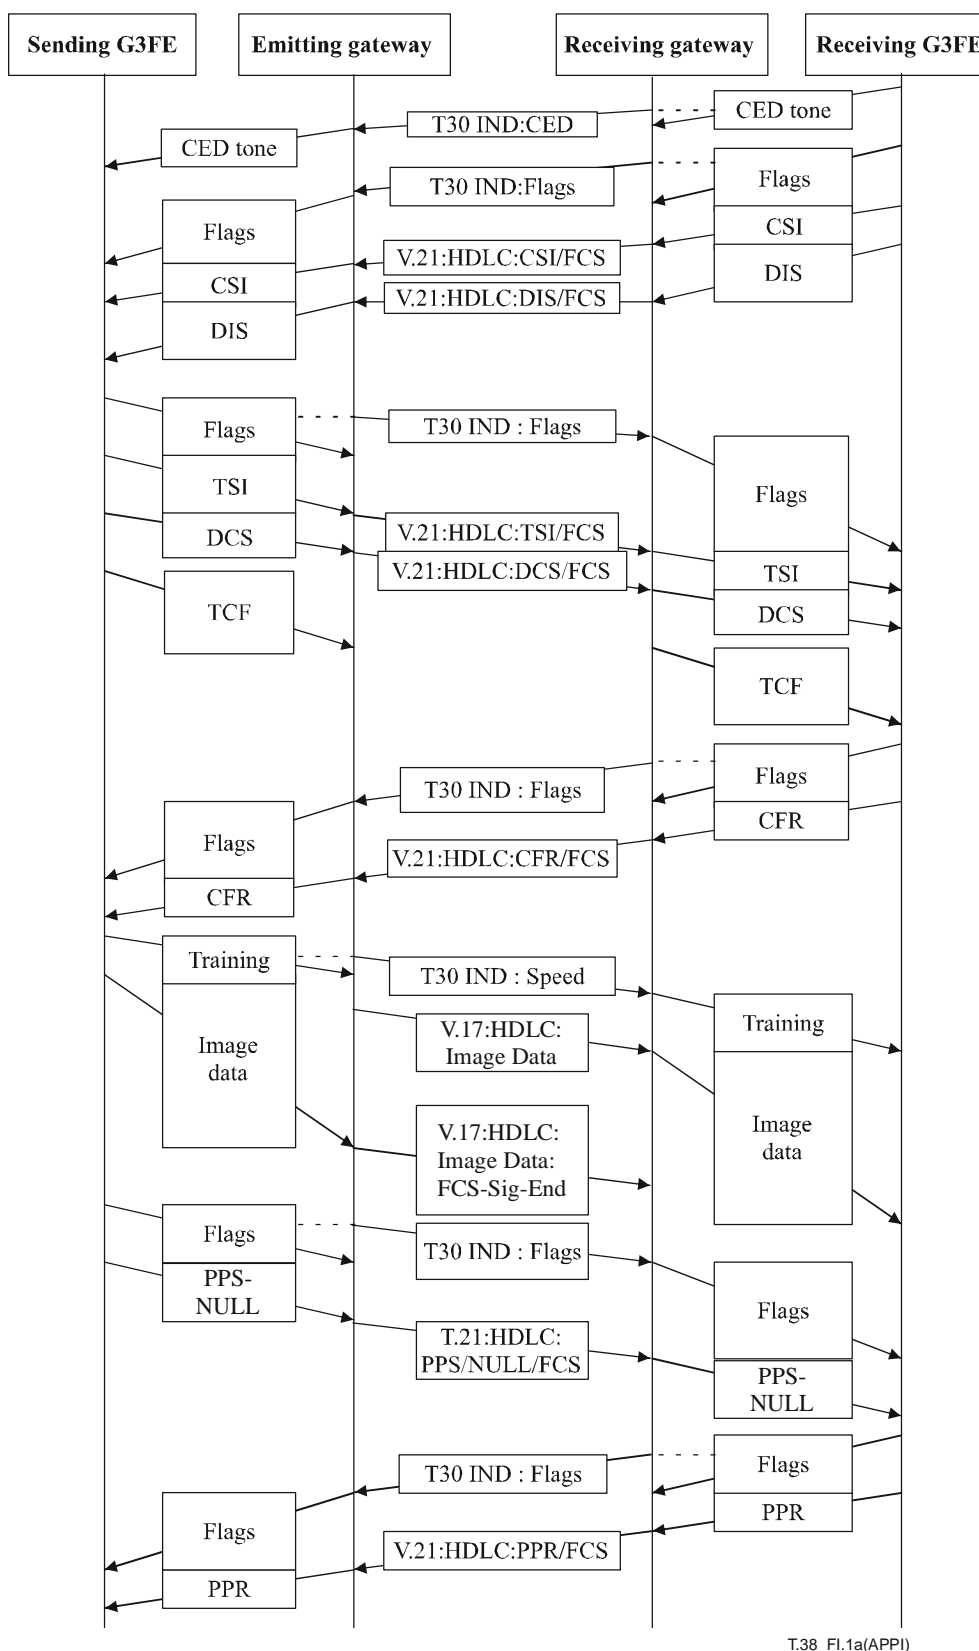 Sending G3FE
Emitting gateway
Receiving gateway
Receiving G3FE
CED tone
T30 IND:CED
CED tone
Flags
T30 IND:Flags
CSI
Flags
V.21:HDLC:CSI/FCS
DIS
CSI
V.21:HDLC:DIS/FCS
DIS
Flags
T30 IND : Flags
TSI
Flags
V.21:HDLC:TSI/FCS
DCS
V.21:HDLC:DCS/FCS
TSI
TCF
DCS
TCF
Flags
T30 IND : Flags
CFR
Flags
V.21:HDLC:CFR/FCS
CFR
Training
T30 IND : Speed
Training
V.17:HDLC:
Image Data
Image
data
V.17:HDLC:
Image Data:
FCS-Sig-End
Image
data
Flags
T30 IND : Flags
PPS-
NULL
Flags
T.21:HDLC:
PPS/NULL/FCS
PPS-
NULL
Flags
T30 IND : Flags
PPR
Flags
V.21:HDLC:PPR/FCS
PPR
T.38_FI.1a(APPI)